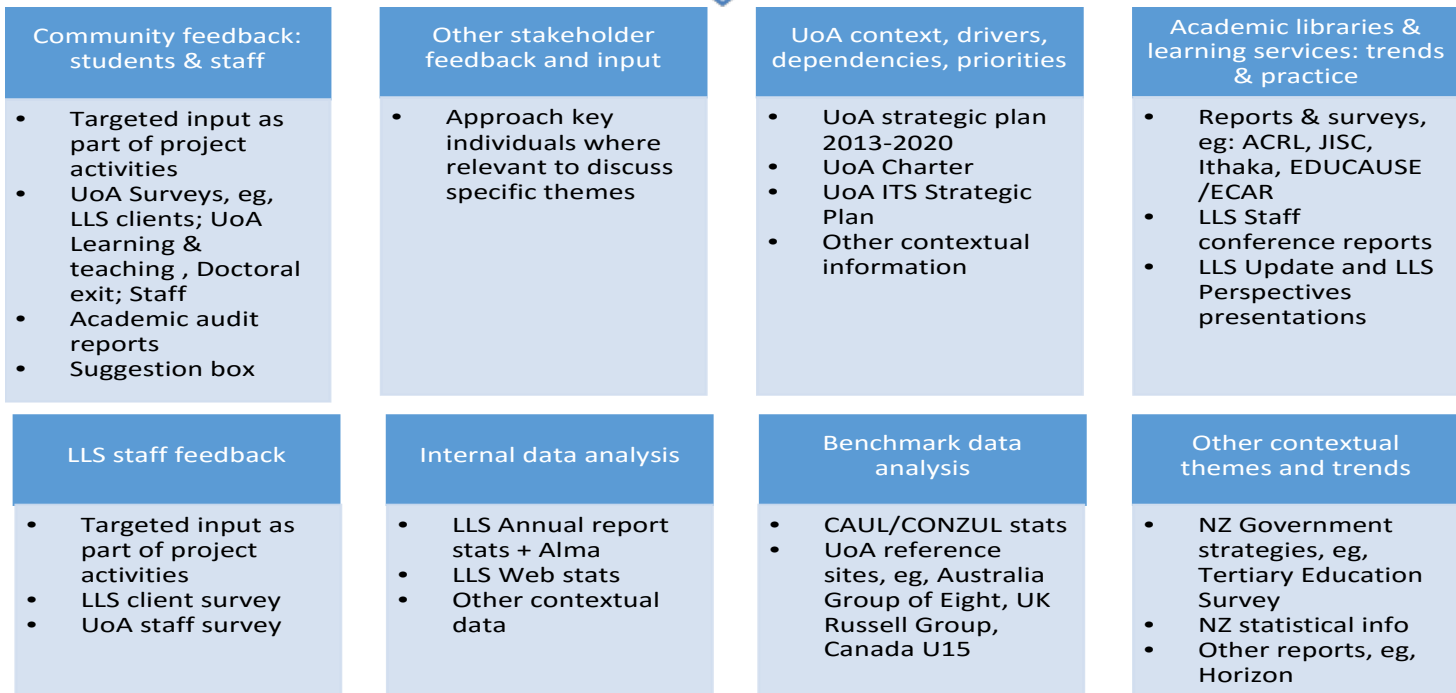 Community feedback:
students & staff
• Targeted input as
part of project
activities
• UoA Surveys, eg,
LLS clients; UoA
Learning &
teaching , Doctoral
exit; Staff
• Academic audit
reports
• Suggestion box
Other stakeholder
feedback and input
• Approach key
individuals where
relevant to discuss
specific themes
UoA context, drivers,
dependencies, priorities
• UoA strategic plan
2013-2020
• UoA Charter
• UoA ITS Strategic
Plan
• Other contextual
information
Academic libraries &
learning services: trends
& practice
• Reports & surveys,
eg: ACRL, JISC,
Ithaka, EDUCAUSE
/ECAR
• LLS Staff
conference reports
• LLS Update and LLS
Perspectives
presentations
LLS staff feedback
• Targeted input as
part of project
activities
• LLS client survey
• UoA staff survey
Internal data analysis
• LLS Annual report
stats + Alma
• LLS Web stats
• Other contextual
data
Benchmark data
analysis
• CAUL/CONZUL stats
• UoA reference
sites, eg, Australia
Group of Eight, UK
Russell Group,
Canada U15
Other contextual
themes and trends
• NZ Government
strategies, eg,
Tertiary Education
Survey
• NZ statistical info
• Other reports, eg,
Horizon